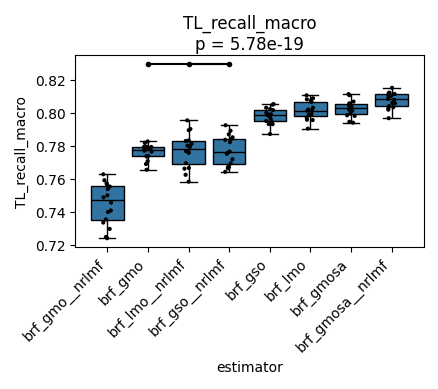 TL_recall_macro
p = 5.78e-19
TL_recall_macro
0.82
0.80
0.78
0.76
0.74
0.72
brf_gmo__nrlmf
brf_gmo
brf_lmo__nrlmf
brf_gso__nrlmf
brf_gso
brf_lmo
brf_gmosa
brf_gmosa__nrlmf
estimator